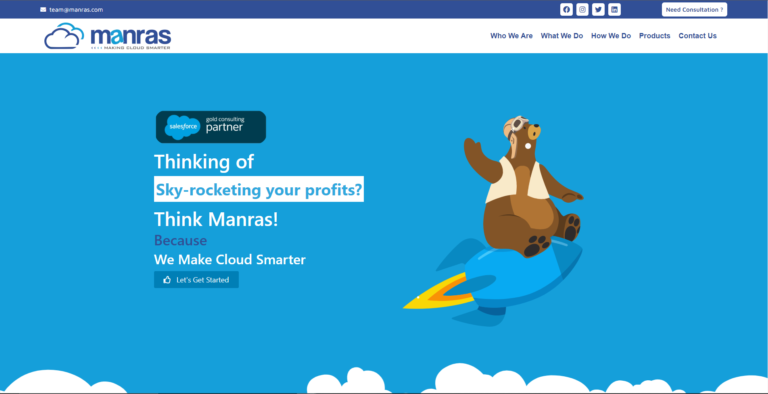 team@manras.com
Need Consultation ?
manras
MAKING CLOUD SMARTER
Who We Are
What We Do
How We Do
Products
Contact Us
salesforce
gold consulting
partner
Thinking of
Sky-rocketing your profits?
Think Manras!
Because
We Make Cloud Smarter
Let's Get Started